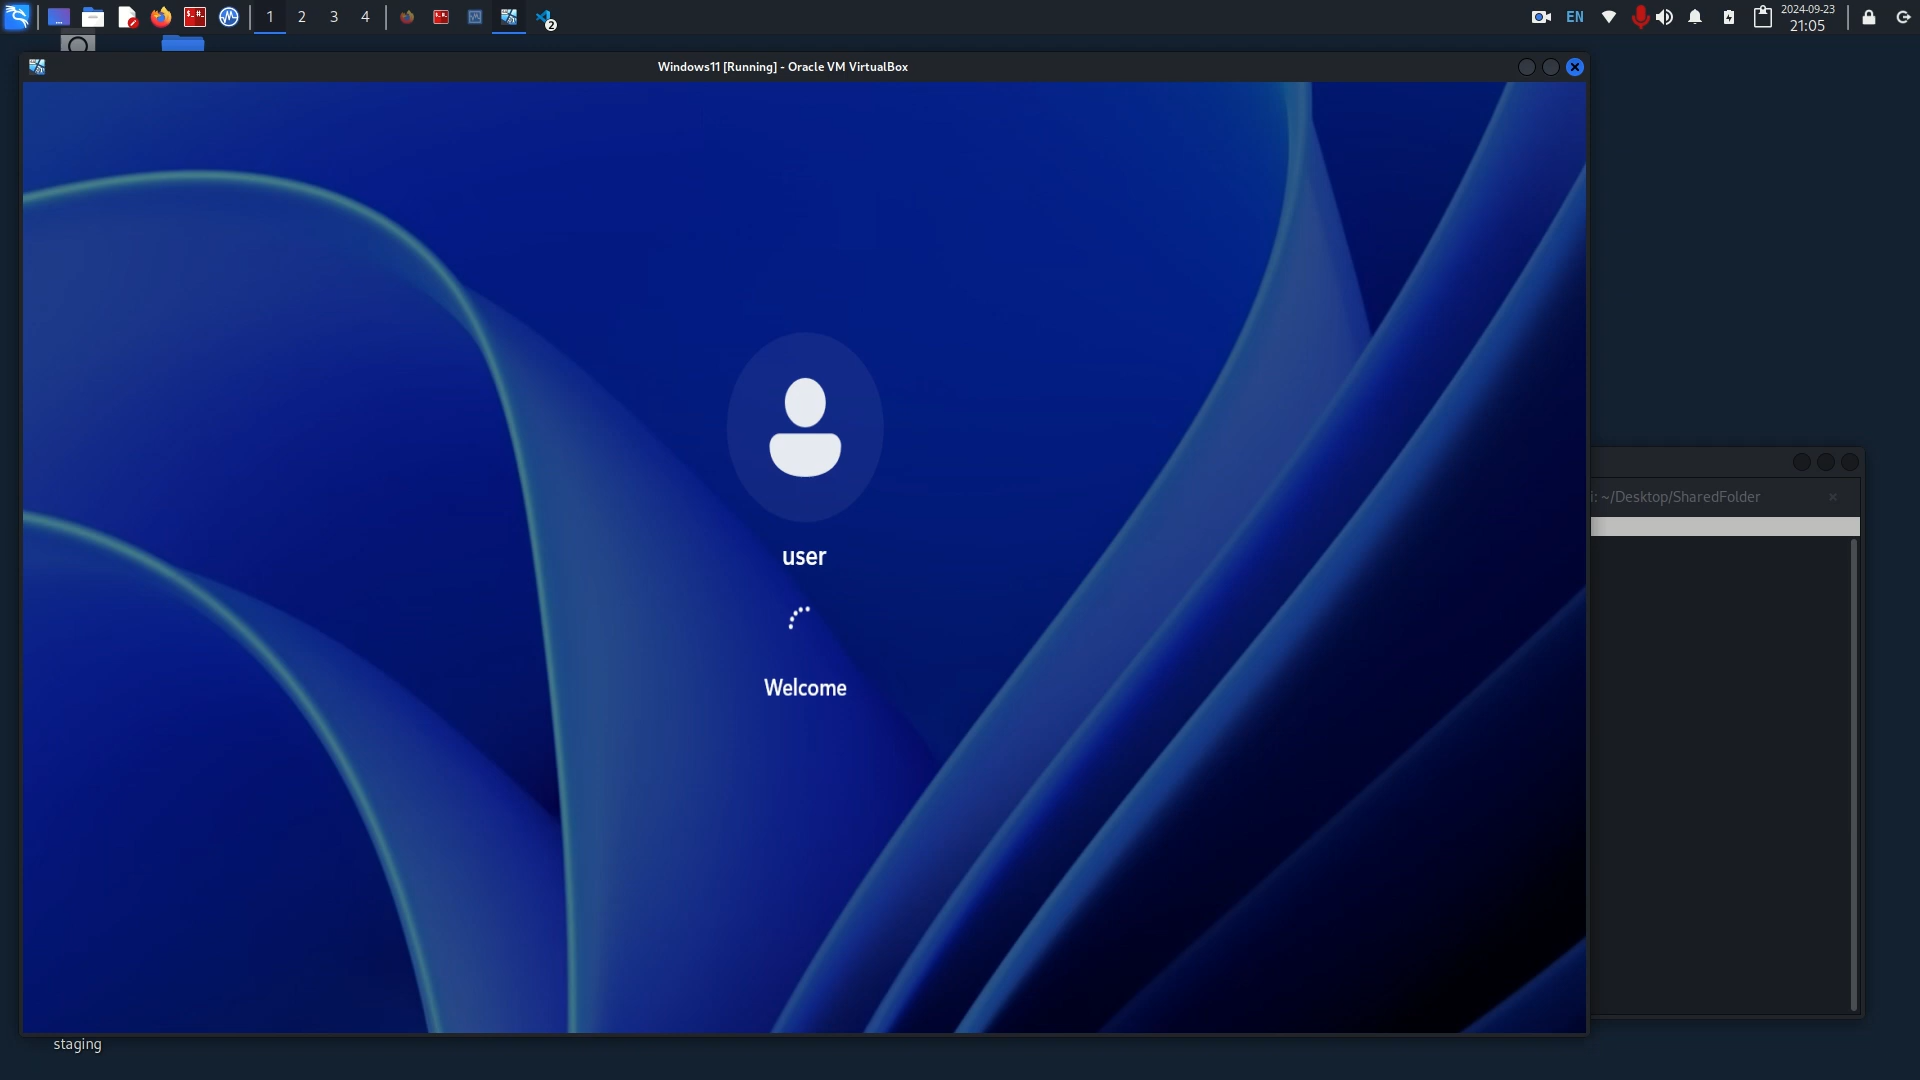 1 2 3 4
2
EN
2024-09-23
21:05
Windows11 [Running] - Oracle VM VirtualBox
i: ~/Desktop/SharedFolder
user
Welcome
staging